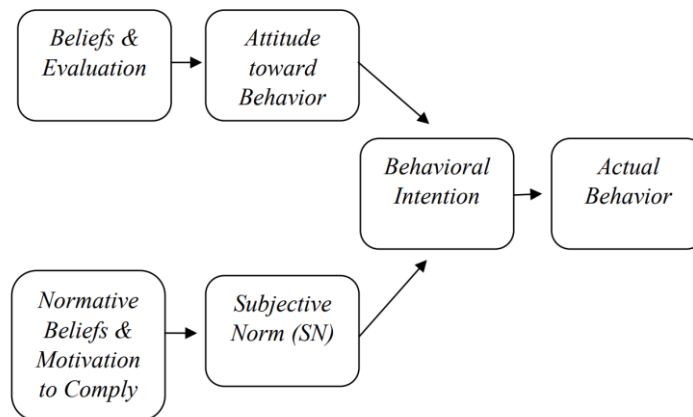 Beliefs &
Evaluation
Attitude
toward
Behavior
Behavioral
Intention
Actual
Behavior
Normative
Beliefs &
Motivation
to Comply
Subjective
Norm (SN)